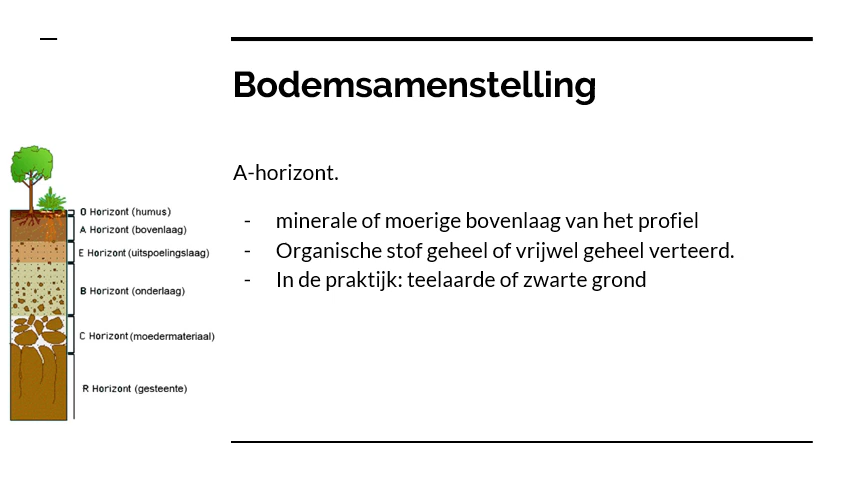 Bodemsamenstelling
A-horizont.
- minerale of moerige bovenlaag van het profiel
- Organische stof geheel of vrijwel geheel verteerd.
- In de praktijk: teelaarde of zwarte grond
O Horizont (humus)
A Horizont (bovenlaag)
E Horizont (uitspoelingslaag)
B Horizont (onderlaag)
C Horizont (moedermateriaal)
R Horizont (gesteente)